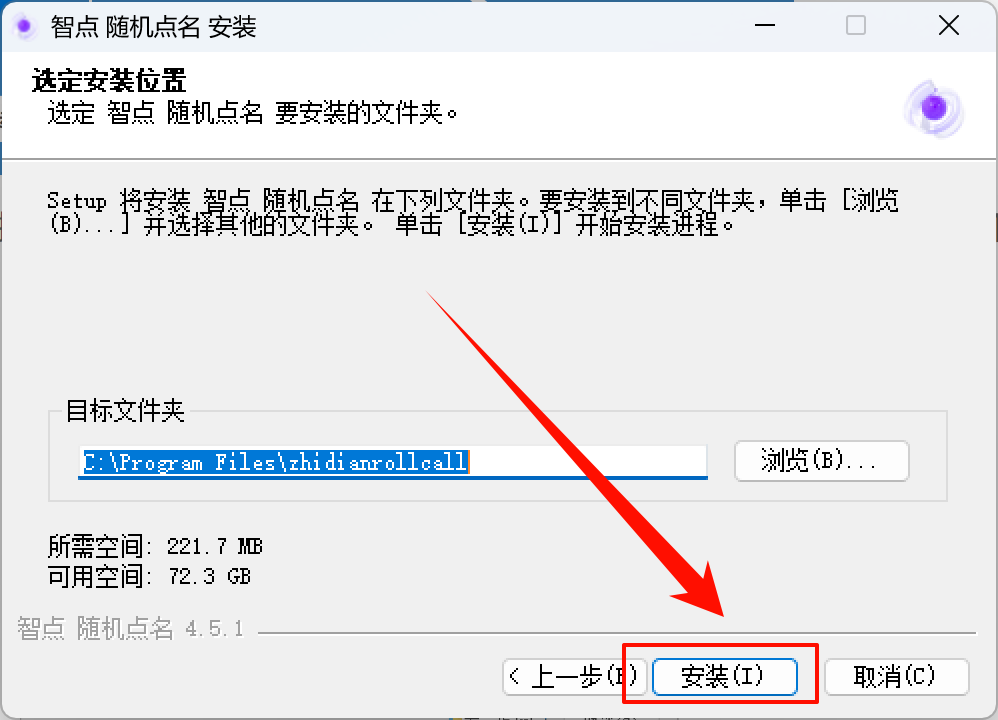 智点 随机点名 安装
选定安装位置
选定 智点 随机点名 要安装的文件夹。
Setup 将安装 智点 随机点名 在下列文件夹。要安装到不同文件夹，单击 [浏览
(B)...] 并选择其他的文件夹。 单击 [安装(I)] 开始安装进程。
目标文件夹
C:\Program Files\zhidianrollcall
浏览(B)...
所需空间: 221.7 MB
可用空间: 72.3 GB
智点 随机点名 4.5.1
< 上一步(P) 安装(I) 取消(C)